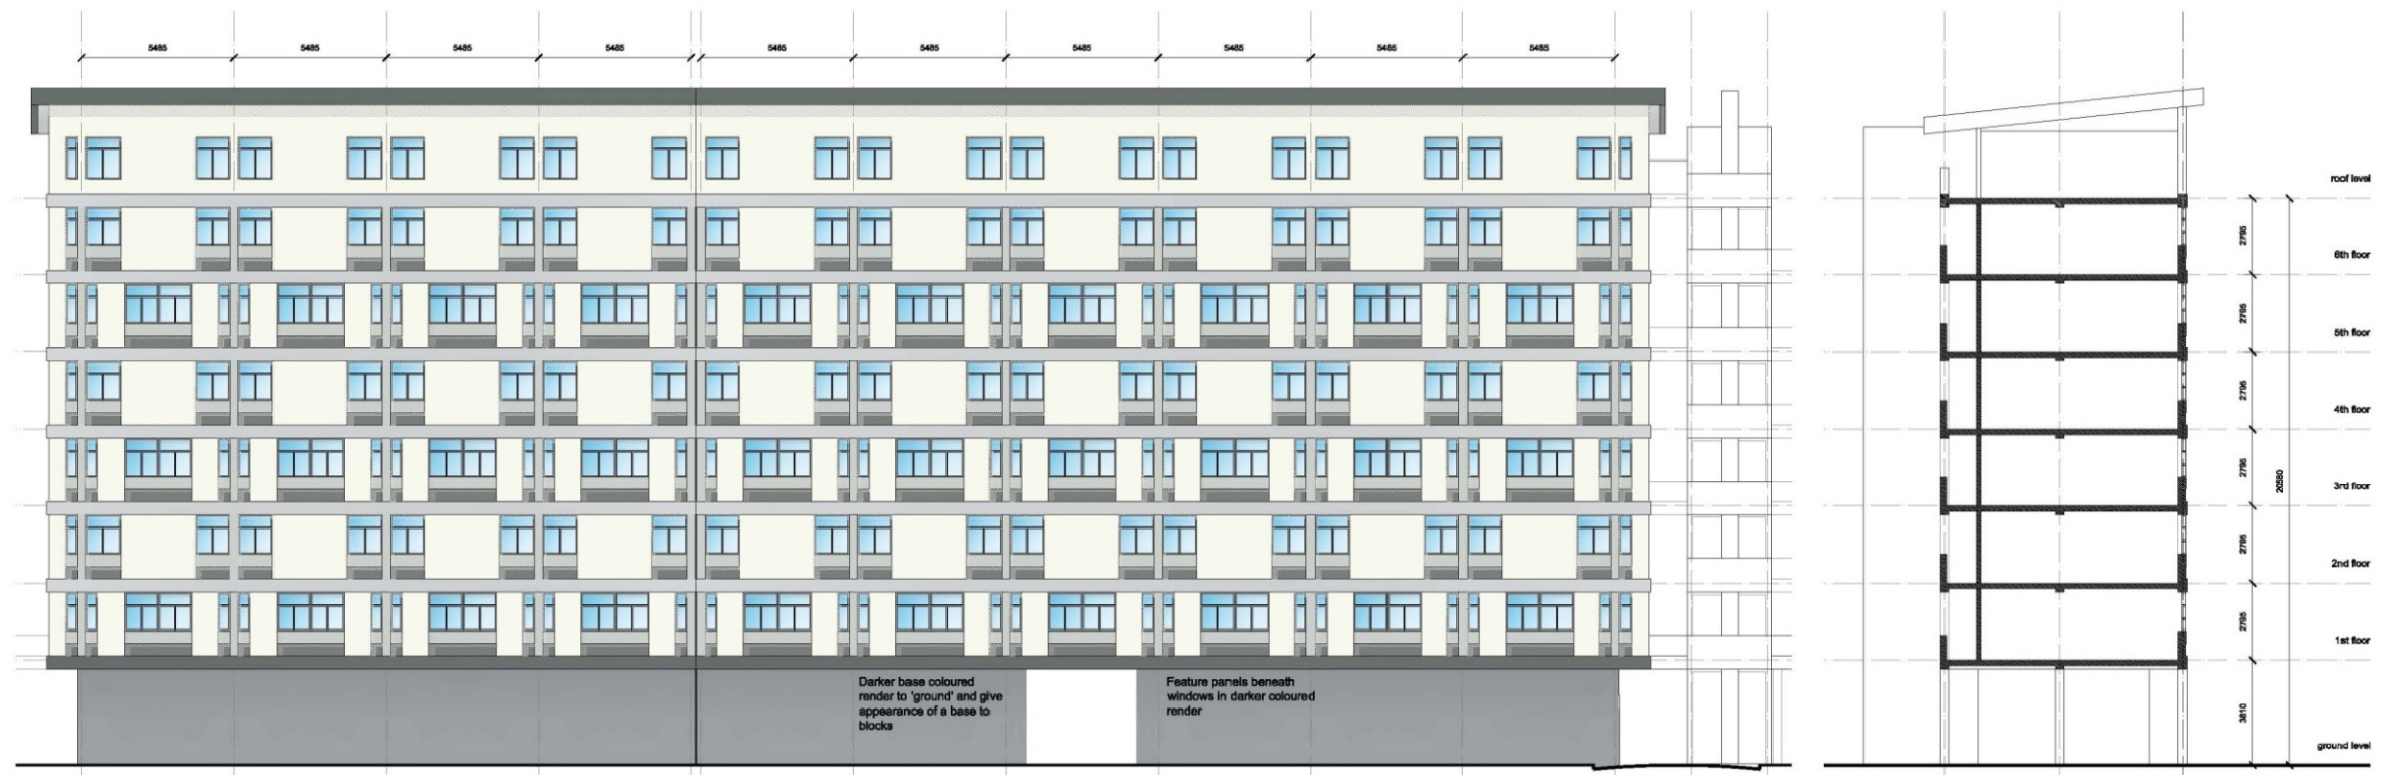 5485 5485 5485 5485 5485 5485 5485 5485 5485 5485
roof level
2795
6th floor
2795
5th floor
2795
4th floor
2795
20580
3rd floor
2795
2nd floor
2795
1st floor
Darker base coloured
render to 'ground' and give
appearance of a base to
blocks
Feature panels beneath
windows in darker coloured
render
3810
ground level